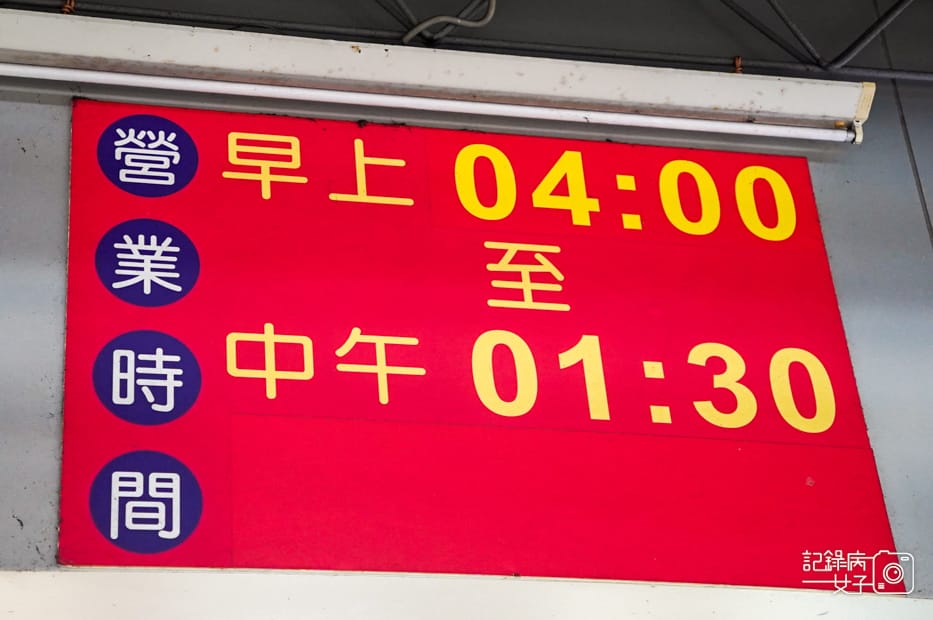 營業時間
早上 04:00
至
中午 01:30
記錄病
女子